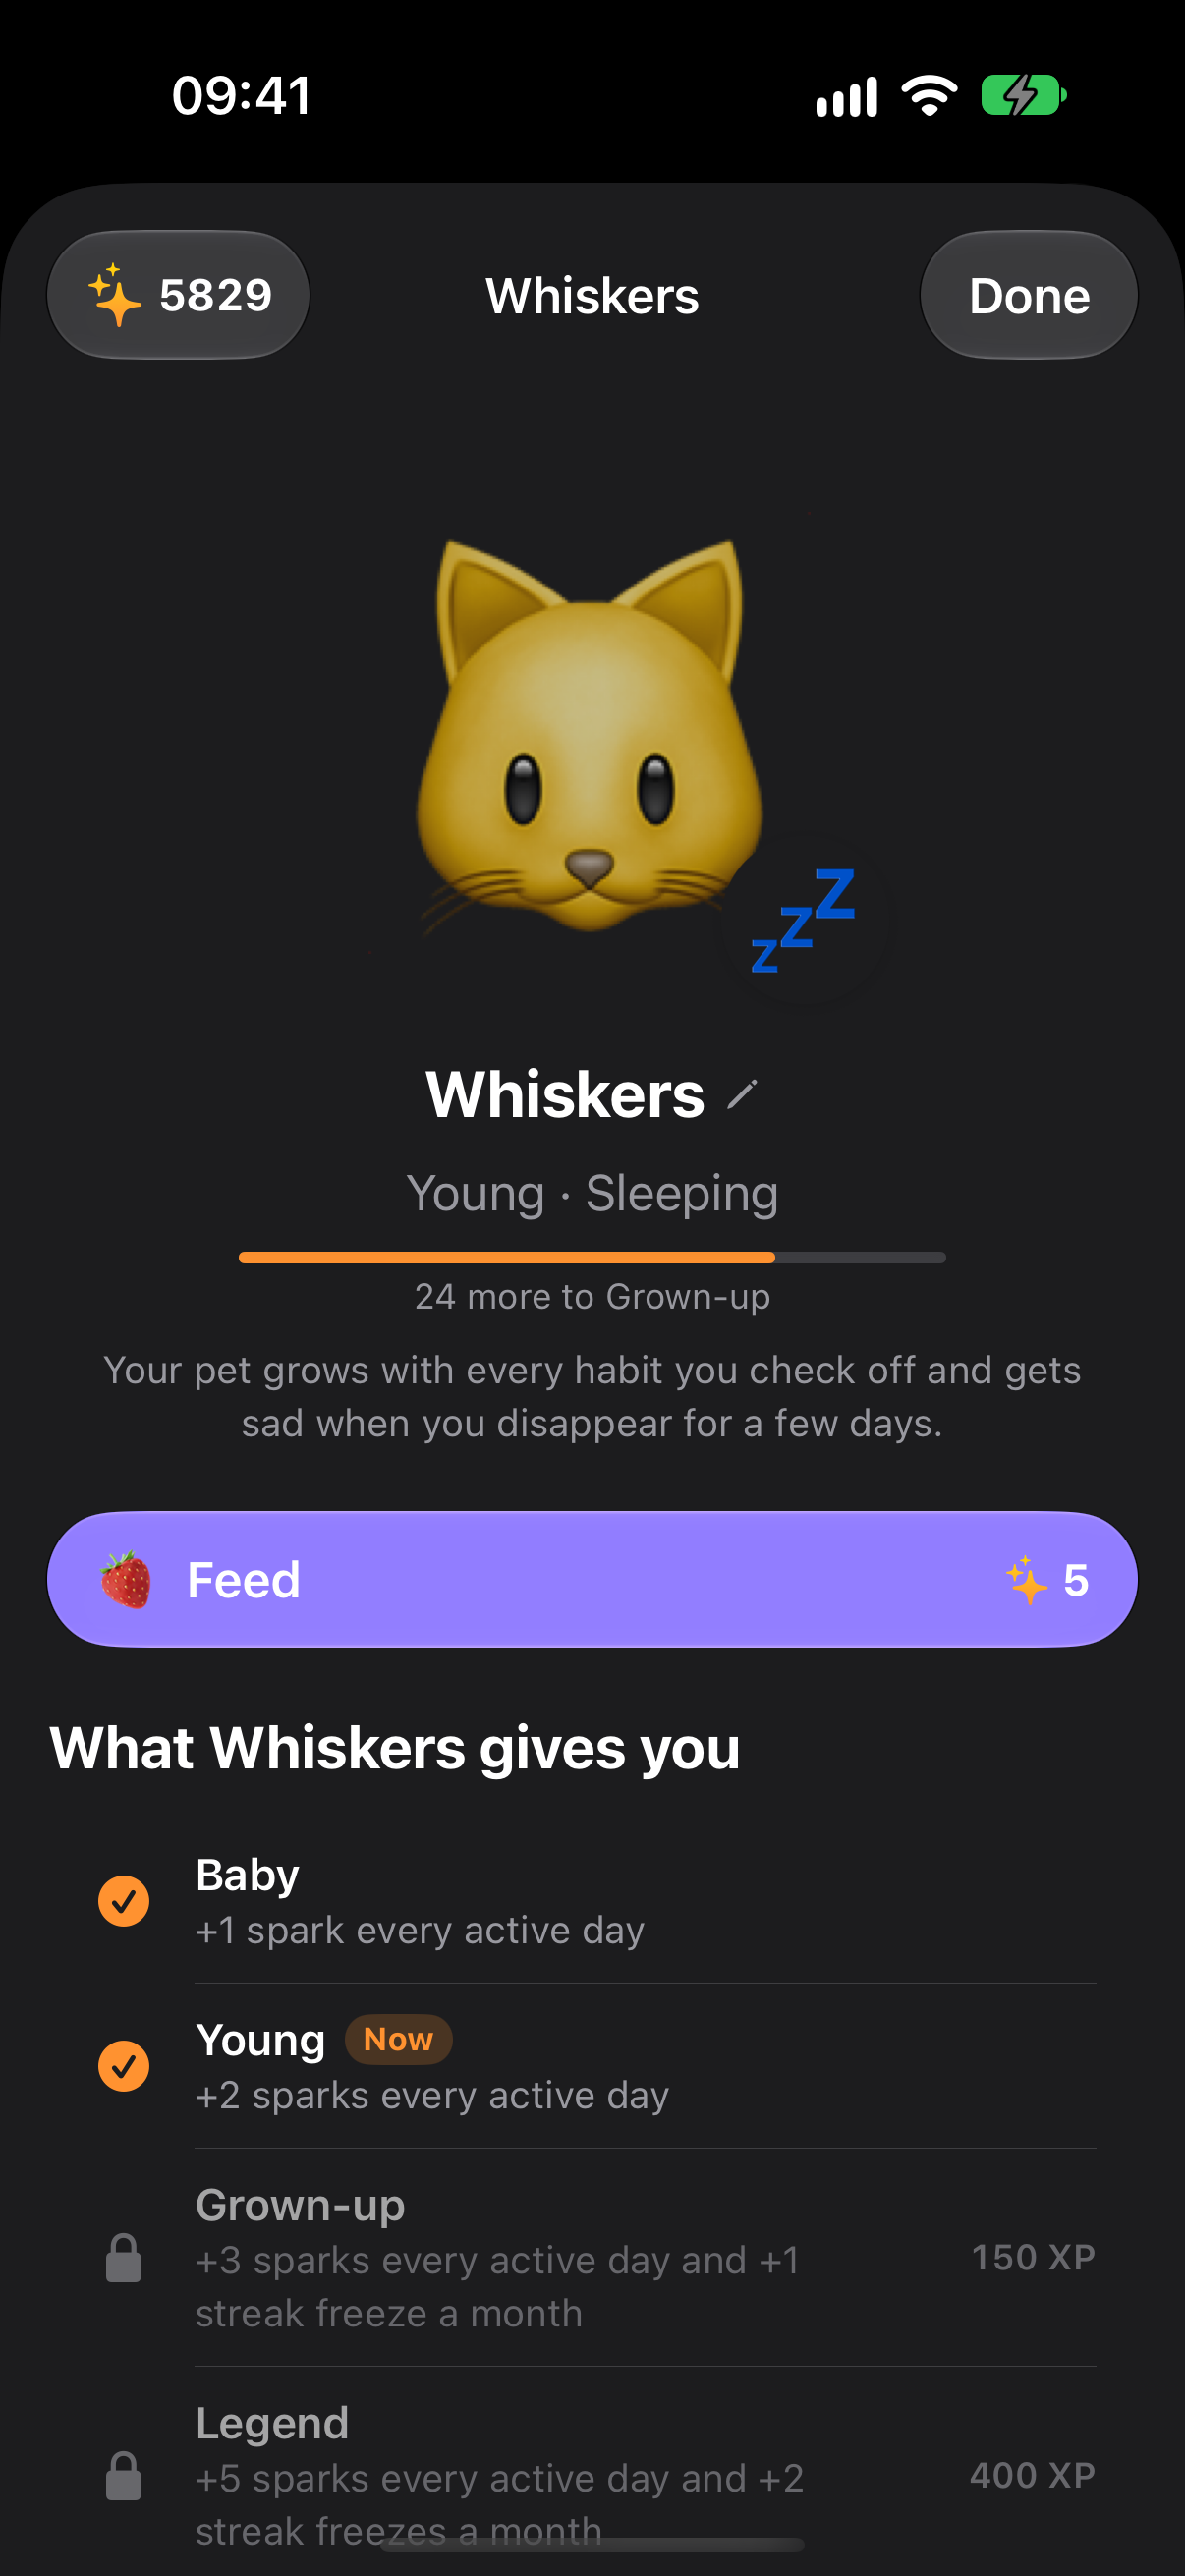 09:41
✨ 5829
Whiskers
Done
💤
Whiskers
Young · Sleeping
24 more to Grown-up
Your pet grows with every habit you check off and gets
sad when you disappear for a few days.
🍓 Feed ✨ 5
What Whiskers gives you
Baby
+1 spark every active day
Young Now
+2 sparks every active day
Grown-up
+3 sparks every active day and +1
streak freeze a month
150 XP
Legend
+5 sparks every active day and +2
streak freezes a month
400 XP